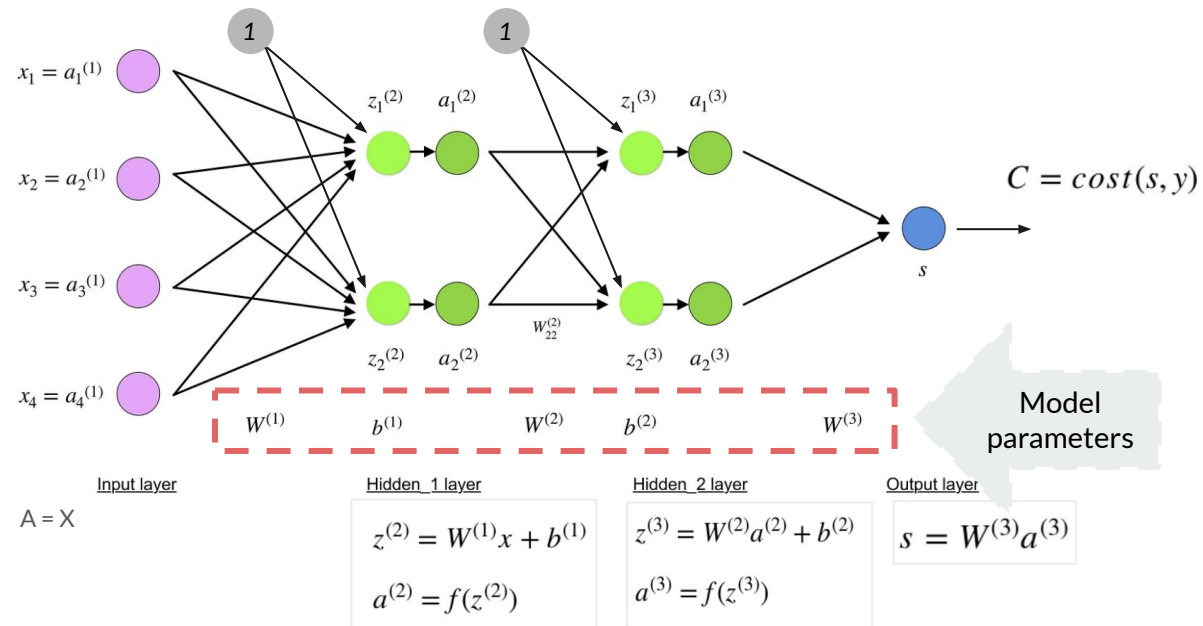 1
1
x₁ = a₁⁽¹⁾
z₁⁽²⁾ a₁⁽²⁾
z₁⁽³⁾ a₁⁽³⁾
x₂ = a₂⁽¹⁾
C = cost(s, y)
s
x₃ = a₃⁽¹⁾
W₂₂⁽²⁾
z₂⁽²⁾ a₂⁽²⁾
z₂⁽³⁾ a₂⁽³⁾
x₄ = a₄⁽¹⁾
W⁽¹⁾ b⁽¹⁾ W⁽²⁾ b⁽²⁾ W⁽³⁾
Model
parameters
Input layer
Hidden_1 layer
Hidden_2 layer
Output layer
A = X
z⁽²⁾ = W⁽¹⁾x + b⁽¹⁾
a⁽²⁾ = f(z⁽²⁾)
z⁽³⁾ = W⁽²⁾a⁽²⁾ + b⁽²⁾
a⁽³⁾ = f(z⁽³⁾)
s = W⁽³⁾a⁽³⁾